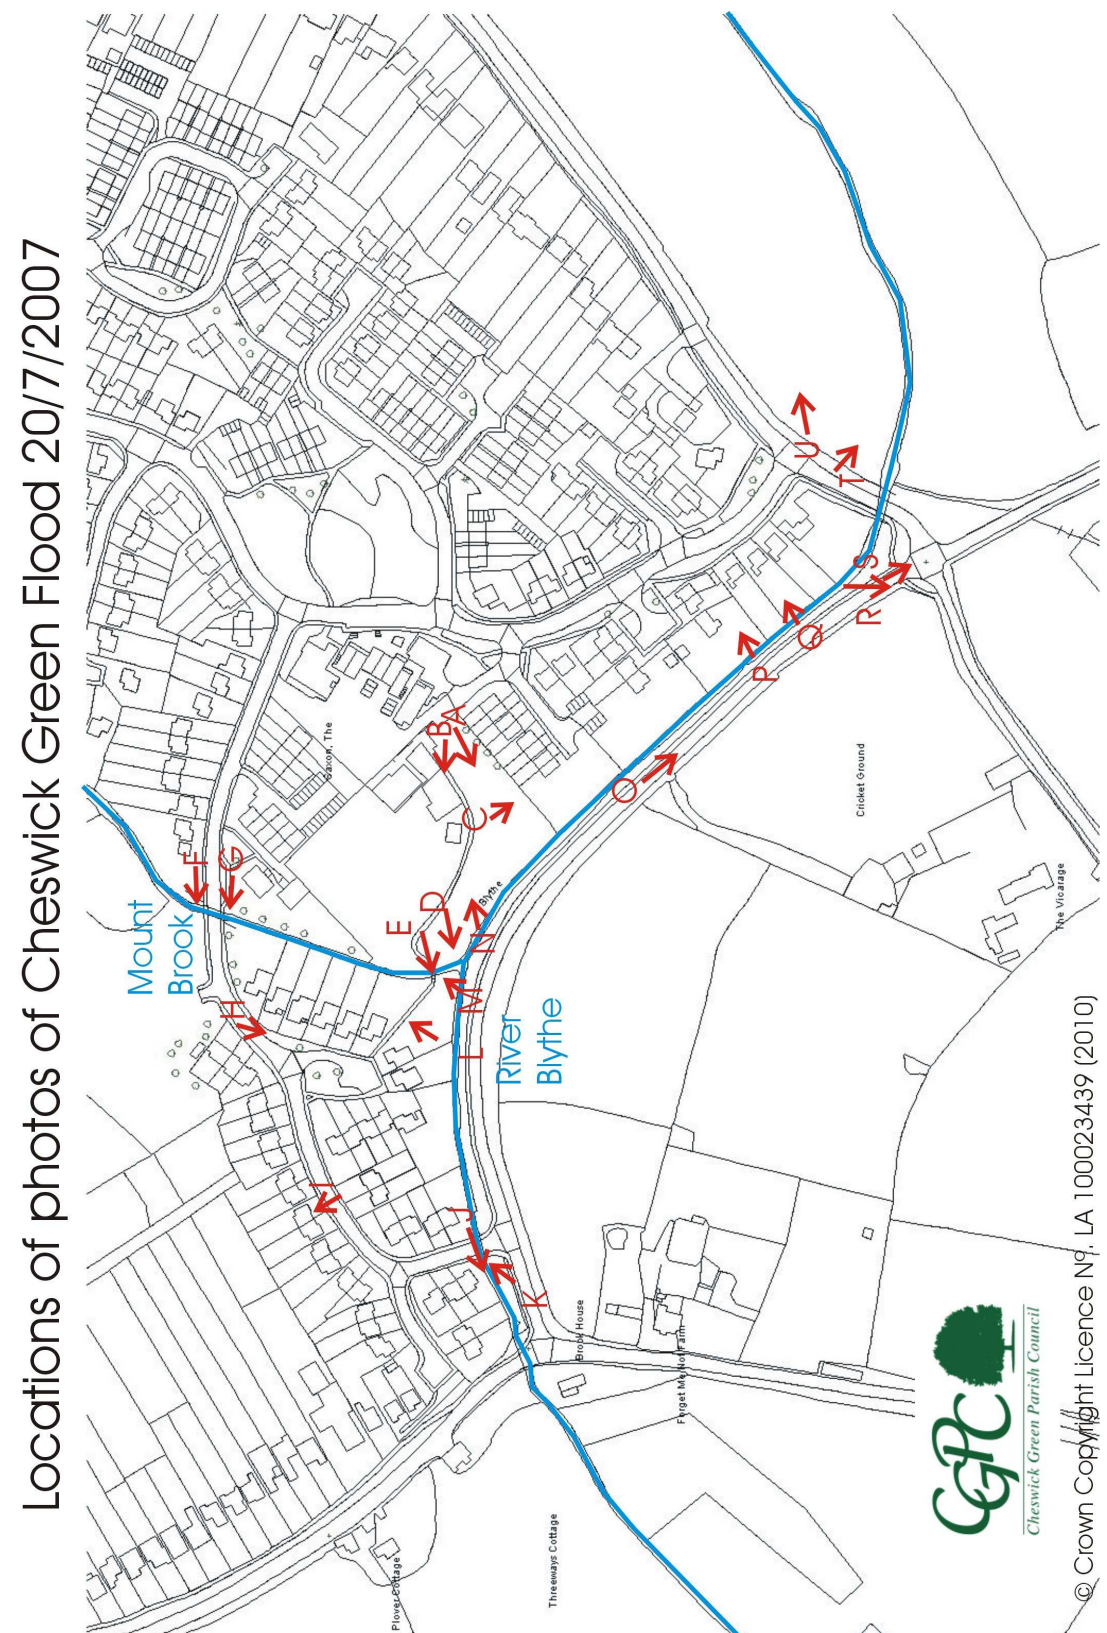 Locations of photos of Cheswick Green Flood 20/7/2007
Mount
Brook
F
G
H
I
E
D
B
A
C
Saxon, The
Blythe
N
M
L
River
Blythe
J
K
O
P
Q
R
S
T
U
Cricket Ground
The Vicarage
Brook House
Forget Me Not Farm
Threeways Cottage
Plover Cottage
CGPC
Cheswick Green Parish Council
© Crown Copyright Licence Nº. LA 100023439 (2010)